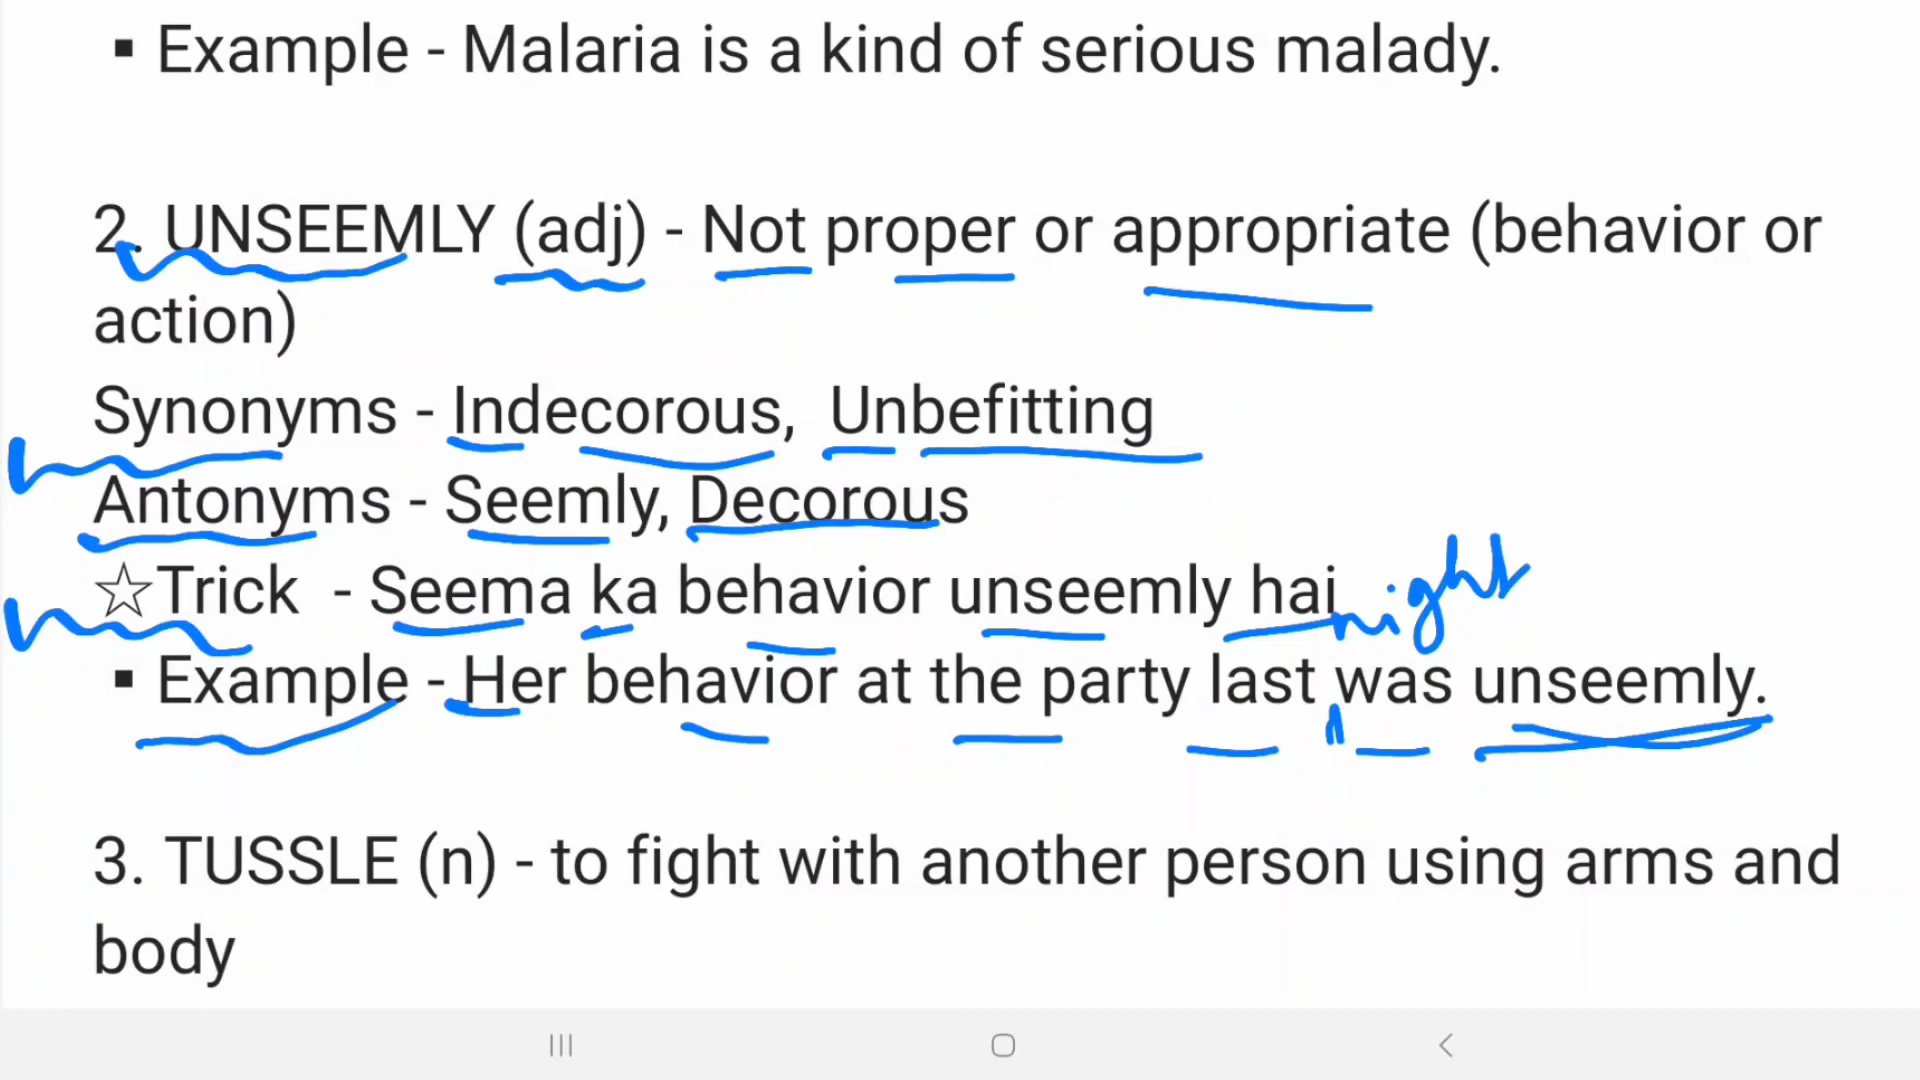 ▪ Example - Malaria is a kind of serious malady.
2. UNSEEMLY (adj) - Not proper or appropriate (behavior or
action)
Synonyms - Indecorous, Unbefitting
Antonyms - Seemly, Decorous
☆Trick - Seema ka behavior unseemly hai
night
▪ Example - Her behavior at the party last was unseemly.
3. TUSSLE (n) - to fight with another person using arms and
body